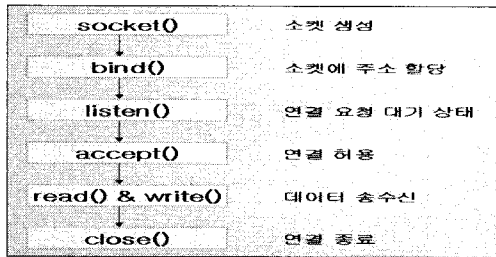 socket() 소켓 생성
bind() 소켓에 주소 할당
listen() 연결 요청 대기 상태
accept() 연결 허용
read() & write() 데이터 송수신
close() 연결 종료